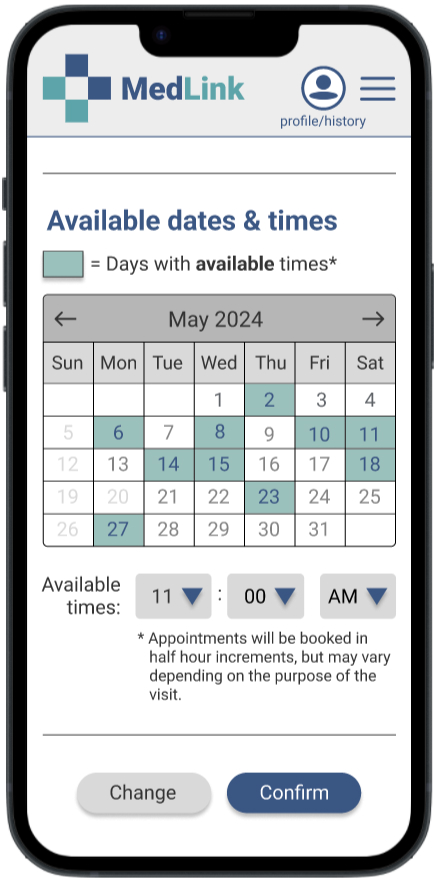 MedLink
profile/history
Available dates & times
= Days with available times*
← May 2024 →
Sun Mon Tue Wed Thu Fri Sat
1 2 3 4
5 6 7 8 9 10 11
12 13 14 15 16 17 18
19 20 21 22 23 24 25
26 27 28 29 30 31
Available
times:
11 : 00 AM
* Appointments will be booked in
half hour increments, but may vary
depending on the purpose of the
visit.
Change Confirm